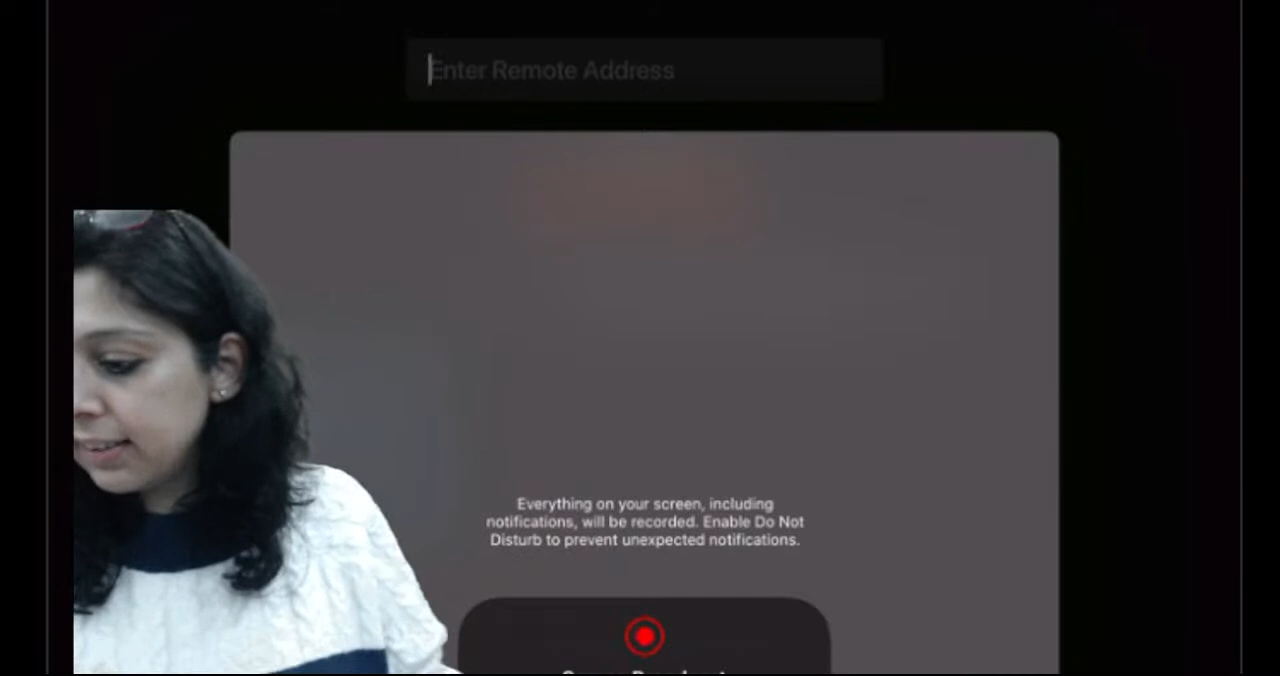 Enter Remote Address
Everything on your screen, including
notifications, will be recorded. Enable Do Not
Disturb to prevent unexpected notifications.